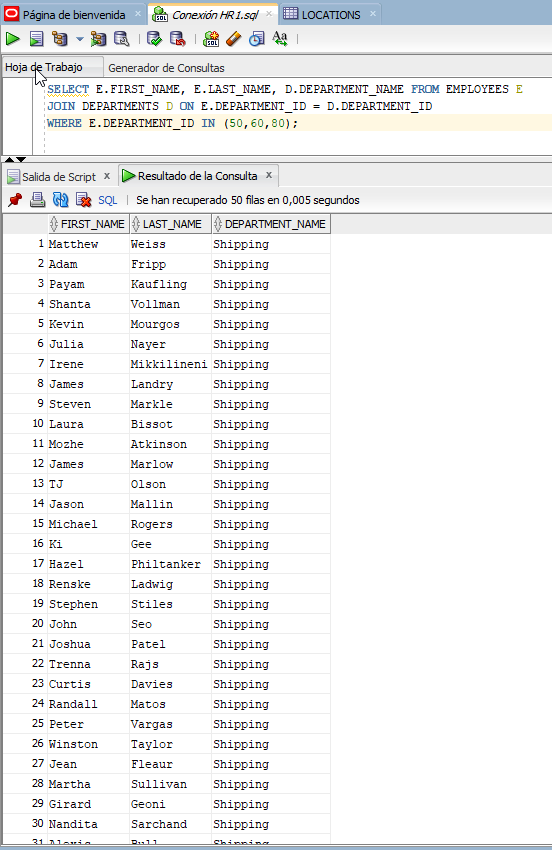 Página de bienvenida Conexión HR1.sql LOCATIONS
Hoja de Trabajo Generador de Consultas
SELECT E.FIRST_NAME, E.LAST_NAME, D.DEPARTMENT_NAME FROM EMPLOYEES E
JOIN DEPARTMENTS D ON E.DEPARTMENT_ID = D.DEPARTMENT_ID
WHERE E.DEPARTMENT_ID IN (50,60,80);
Salida de Script x Resultado de la Consulta x
SQL | Se han recuperado 50 filas en 0,005 segundos
FIRST_NAME LAST_NAME DEPARTMENT_NAME
1 Matthew Weiss Shipping
2 Adam Fripp Shipping
3 Payam Kaufling Shipping
4 Shanta Vollman Shipping
5 Kevin Mourgos Shipping
6 Julia Nayer Shipping
7 Irene Mikkilineni Shipping
8 James Landry Shipping
9 Steven Markle Shipping
10 Laura Bissot Shipping
11 Mozhe Atkinson Shipping
12 James Marlow Shipping
13 TJ Olson Shipping
14 Jason Mallin Shipping
15 Michael Rogers Shipping
16 Ki Gee Shipping
17 Hazel Philtanker Shipping
18 Renske Ladwig Shipping
19 Stephen Stiles Shipping
20 John Seo Shipping
21 Joshua Patel Shipping
22 Trenna Rajs Shipping
23 Curtis Davies Shipping
24 Randall Matos Shipping
25 Peter Vargas Shipping
26 Winston Taylor Shipping
27 Jean Fleaur Shipping
28 Martha Sullivan Shipping
29 Girard Geoni Shipping
30 Nandita Sarchand Shipping
31 Alexis Bull Shipping